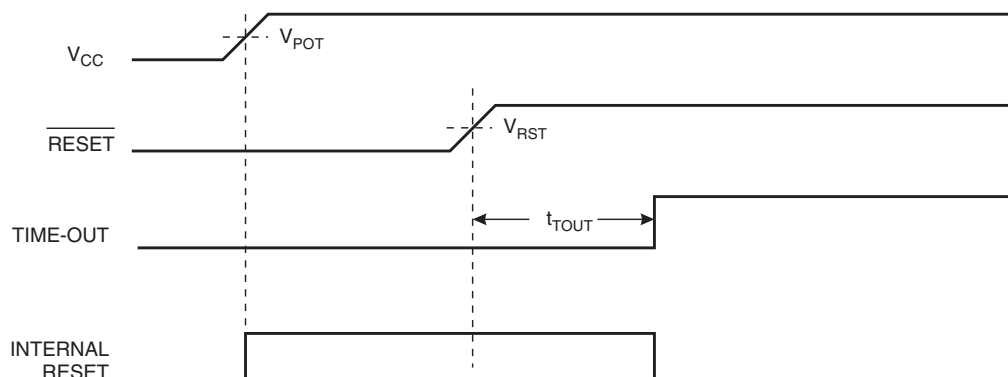 V_CC
V_POT
RESET
V_RST
TIME-OUT
t_TOUT
INTERNAL
RESET